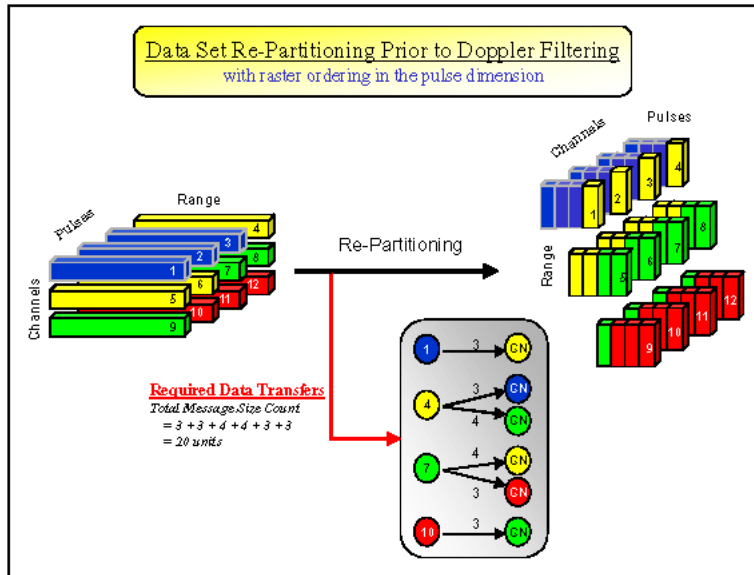 Data Set Re-Partitioning Prior to Doppler Filtering
with raster ordering in the pulse dimension
Pulses
Range
Channels
4
3
2
1
8
7
6
5
12
11
10
9
Re-Partitioning
Channels
Pulses
Range
4
3
2
1
8
7
6
5
12
11
10
9
Required Data Transfers
Total Message Size Count
= 3 + 3 + 4 + 4 + 3 + 3
= 20 units
1 3 CN
4 3 CN
4 CN
7 4 CN
3 CN
10 3 CN